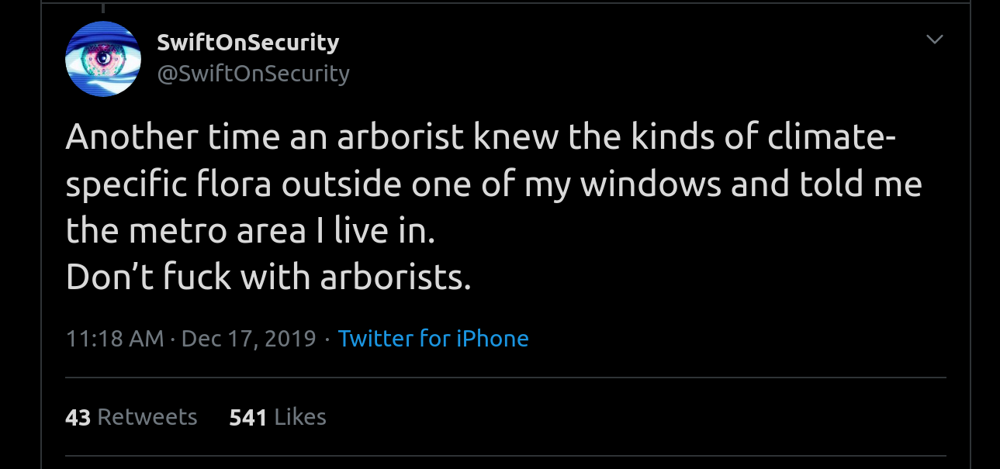 SwiftOnSecurity
@SwiftOnSecurity
Another time an arborist knew the kinds of climate-
specific flora outside one of my windows and told me
the metro area I live in.
Don’t fuck with arborists.
11:18 AM · Dec 17, 2019 · Twitter for iPhone
43 Retweets 541 Likes